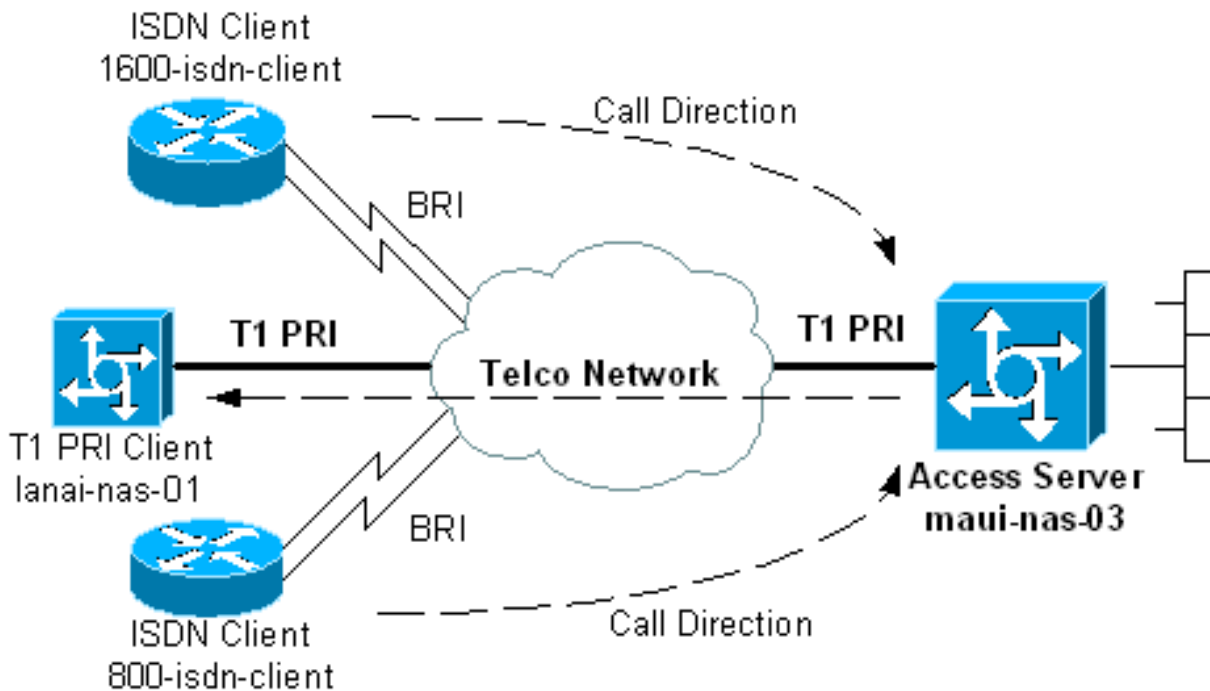 ISDN Client
1600-isdn-client
Call Direction
BRI
T1 PRI
T1 PRI
Telco Network
T1 PRI Client
lanai-nas-01
Access Server
maui-nas-03
BRI
ISDN Client
800-isdn-client
Call Direction